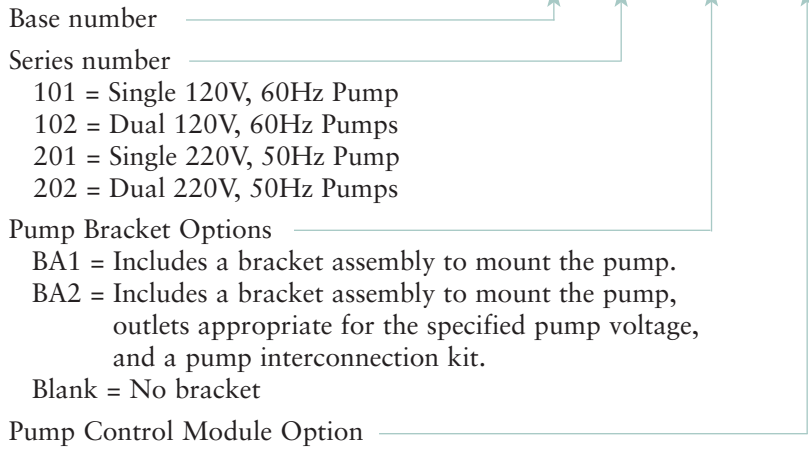 Base number
Series number
101 = Single 120V, 60Hz Pump
102 = Dual 120V, 60Hz Pumps
201 = Single 220V, 50Hz Pump
202 = Dual 220V, 50Hz Pumps
Pump Bracket Options
BA1 = Includes a bracket assembly to mount the pump.
BA2 = Includes a bracket assembly to mount the pump,
outlets appropriate for the specified pump voltage,
and a pump interconnection kit.
Blank = No bracket
Pump Control Module Option